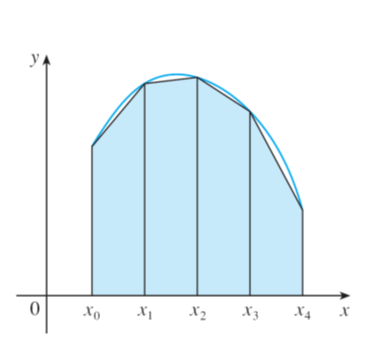 y
0 x₀ x₁ x₂ x₃ x₄ x